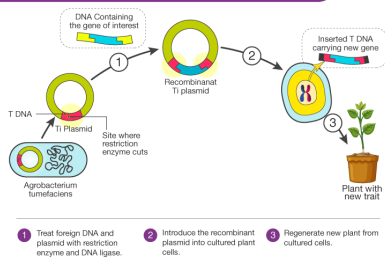 DNA Containing
the gene of interest
1
Recombinanat
Ti plasmid
2
Inserted T DNA
carrying new gene
T DNA
Ti Plasmid
Site where
restriction
enzyme cuts
Agrobacterium
tumefaciens
3
Plant with
new trait
1 Treat foreign DNA and
plasmid with restriction
enzyme and DNA ligase.
2 Introduce the recombinant
plasmid into cultured plant
cells.
3 Regenerate new plant from
cultured cells.